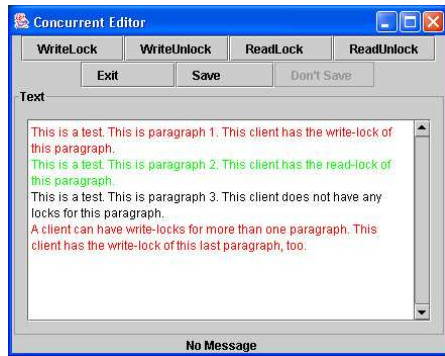 Concurrent Editor
WriteLock WriteUnlock ReadLock ReadUnlock
Exit Save Don't Save
Text
This is a test. This is paragraph 1. This client has the write-lock of
this paragraph.
This is a test. This is paragraph 2. This client has the read-lock of
this paragraph.
This is a test. This is paragraph 3. This client does not have any
locks for this paragraph.
A client can have write-locks for more than one paragraph. This
client has the write-lock of this last paragraph, too.
No Message